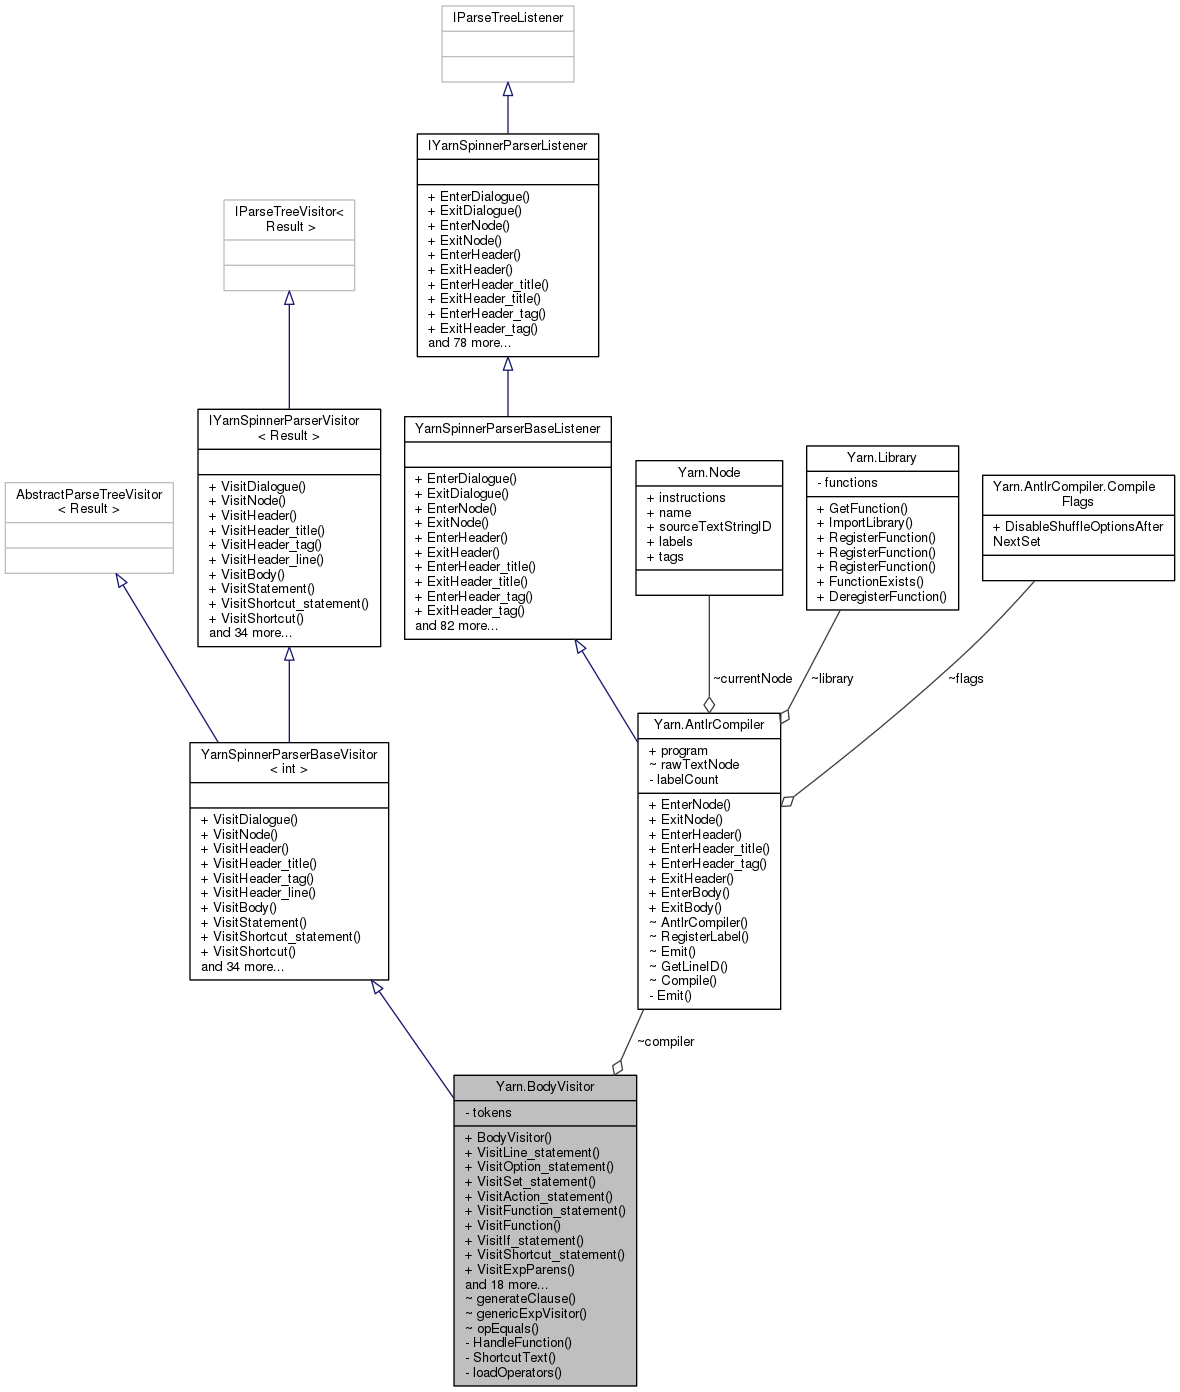 IParseTreeListener
IYarnSpinnerParserListener
+ EnterDialogue()
+ ExitDialogue()
+ EnterNode()
+ ExitNode()
+ EnterHeader()
+ ExitHeader()
+ EnterHeader_title()
+ ExitHeader_title()
+ EnterHeader_tag()
+ ExitHeader_tag()
and 78 more...
IParseTreeVisitor<
Result >
IYarnSpinnerParserVisitor
< Result >
+ VisitDialogue()
+ VisitNode()
+ VisitHeader()
+ VisitHeader_title()
+ VisitHeader_tag()
+ VisitHeader_line()
+ VisitBody()
+ VisitStatement()
+ VisitShortcut_statement()
+ VisitShortcut()
and 34 more...
YarnSpinnerParserBaseListener
+ EnterDialogue()
+ ExitDialogue()
+ EnterNode()
+ ExitNode()
+ EnterHeader()
+ ExitHeader()
+ EnterHeader_title()
+ ExitHeader_title()
+ EnterHeader_tag()
+ ExitHeader_tag()
and 82 more...
Yarn.Node
+ instructions
+ name
+ sourceTextStringID
+ labels
+ tags
Yarn.Library
- functions
+ GetFunction()
+ ImportLibrary()
+ RegisterFunction()
+ RegisterFunction()
+ RegisterFunction()
+ FunctionExists()
+ DeregisterFunction()
Yarn.AntlrCompiler.Compile
Flags
+ DisableShuffleOptionsAfter
NextSet
AbstractParseTreeVisitor
< Result >
~currentNode
~library
~flags
YarnSpinnerParserBaseVisitor
< int >
+ VisitDialogue()
+ VisitNode()
+ VisitHeader()
+ VisitHeader_title()
+ VisitHeader_tag()
+ VisitHeader_line()
+ VisitBody()
+ VisitStatement()
+ VisitShortcut_statement()
+ VisitShortcut()
and 34 more...
Yarn.AntlrCompiler
+ program
~ rawTextNode
- labelCount
+ EnterNode()
+ ExitNode()
+ EnterHeader()
+ EnterHeader_title()
+ EnterHeader_tag()
+ ExitHeader()
+ EnterBody()
+ ExitBody()
~ AntlrCompiler()
~ RegisterLabel()
~ Emit()
~ GetLineID()
~ Compile()
- Emit()
~compiler
Yarn.BodyVisitor
- tokens
+ BodyVisitor()
+ VisitLine_statement()
+ VisitOption_statement()
+ VisitSet_statement()
+ VisitAction_statement()
+ VisitFunction_statement()
+ VisitFunction()
+ VisitIf_statement()
+ VisitShortcut_statement()
+ VisitExpParens()
and 18 more...
~ generateClause()
~ genericExpVisitor()
~ opEquals()
- HandleFunction()
- ShortcutText()
- loadOperators()